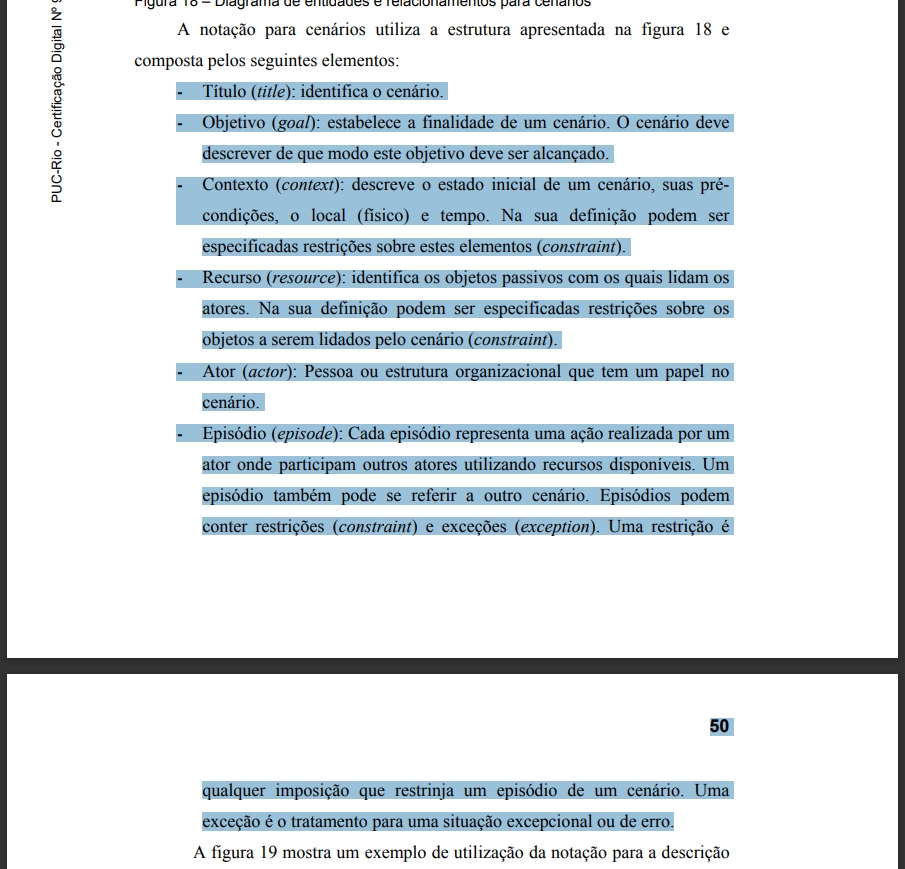 Figura 18 – Diagrama de entidades e relacionamentos para cenários
A notação para cenários utiliza a estrutura apresentada na figura 18 e
composta pelos seguintes elementos:
- Título (title): identifica o cenário.
- Objetivo (goal): estabelece a finalidade de um cenário. O cenário deve
descrever de que modo este objetivo deve ser alcançado.
- Contexto (context): descreve o estado inicial de um cenário, suas pré-
condições, o local (físico) e tempo. Na sua definição podem ser
especificadas restrições sobre estes elementos (constraint).
- Recurso (resource): identifica os objetos passivos com os quais lidam os
atores. Na sua definição podem ser especificadas restrições sobre os
objetos a serem lidados pelo cenário (constraint).
- Ator (actor): Pessoa ou estrutura organizacional que tem um papel no
cenário.
- Episódio (episode): Cada episódio representa uma ação realizada por um
ator onde participam outros atores utilizando recursos disponíveis. Um
episódio também pode se referir a outro cenário. Episódios podem
conter restrições (constraint) e exceções (exception). Uma restrição é
PUC-Rio - Certificação Digital Nº
50
qualquer imposição que restrinja um episódio de um cenário. Uma
exceção é o tratamento para uma situação excepcional ou de erro.
A figura 19 mostra um exemplo de utilização da notação para a descrição